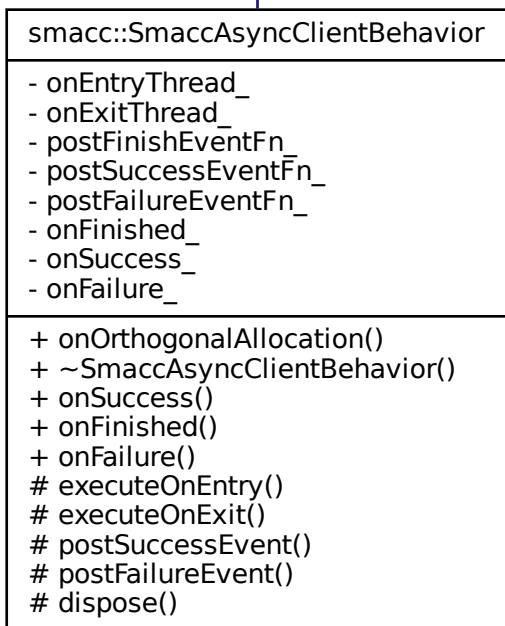 smacc::SmaccAsyncClientBehavior
- onEntryThread_
- onExitThread_
- postFinishEventFn_
- postSuccessEventFn_
- postFailureEventFn_
- onFinished_
- onSuccess_
- onFailure_
+ onOrthogonalAllocation()
+ ~SmaccAsyncClientBehavior()
+ onSuccess()
+ onFinished()
+ onFailure()
# executeOnEntry()
# executeOnExit()
# postSuccessEvent()
# postFailureEvent()
# dispose()